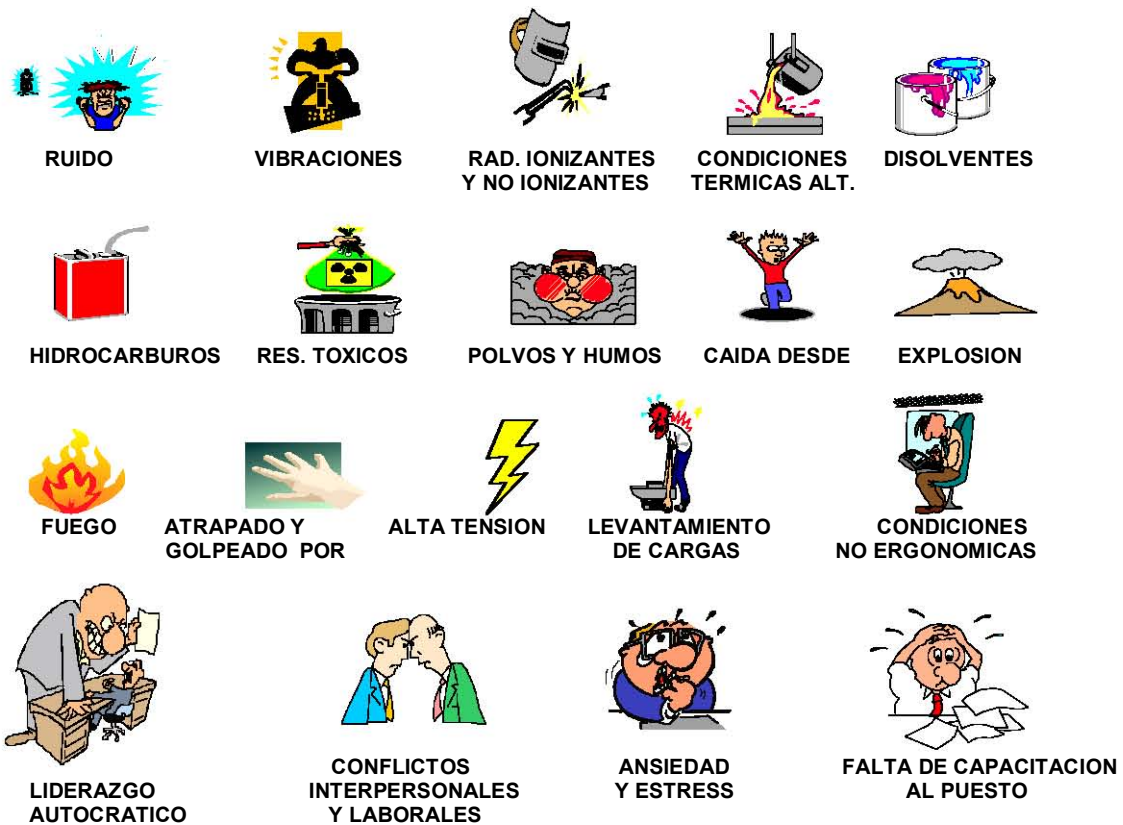 RUIDO
VIBRACIONES
RAD. IONIZANTES
Y NO IONIZANTES
CONDICIONES
TERMICAS ALT.
DISOLVENTES
HIDROCARBUROS
RES. TOXICOS
POLVOS Y HUMOS
CAIDA DESDE
EXPLOSION
FUEGO
ATRAPADO Y
GOLPEADO POR
ALTA TENSION
LEVANTAMIENTO
DE CARGAS
CONDICIONES
NO ERGONOMICAS
LIDERAZGO
AUTOCRATICO
CONFLICTOS
INTERPERSONALES
Y LABORALES
ANSIEDAD
Y ESTRESS
FALTA DE CAPACITACION
AL PUESTO